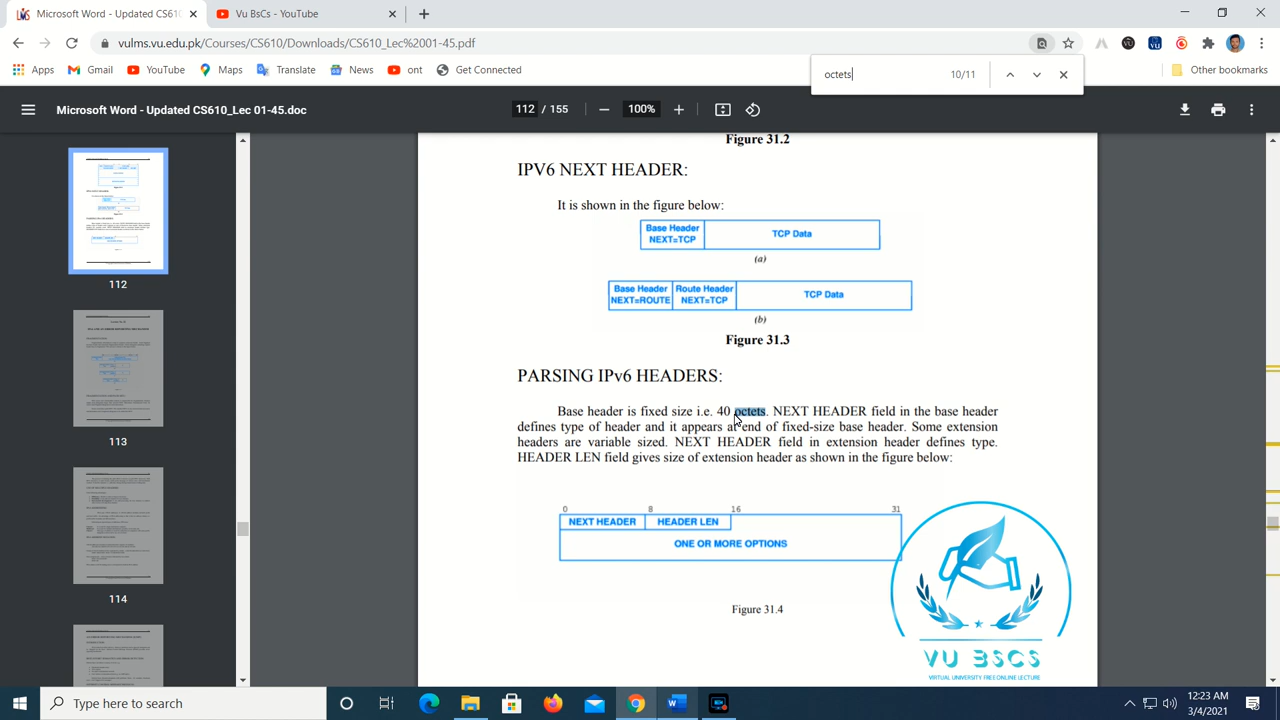 Microsoft Word - Updated CS610
Vu BsCs - YouTube
vulms.vu.edu.pk/Courses/CS610/Downloads/CS610_Lec%2001-45.pdf
Apps
Gmail
YouTube
Maps
Translate
News
ont
Get Connected
Other bookmarks
octets
10/11
Microsoft Word - Updated CS610_Lec 01-45.doc
112 / 155
100%
Figure 31.2
IPV6 NEXT HEADER:
It is shown in the figure below:
Base Header
NEXT=TCP
TCP Data
(a)
Base Header
NEXT=ROUTE
Route Header
NEXT=TCP
TCP Data
(b)
Figure 31.3
PARSING IPv6 HEADERS:
Base header is fixed size i.e. 40 octets. NEXT HEADER field in the base header
defines type of header and it appears at end of fixed-size base header. Some extension
headers are variable sized. NEXT HEADER field in extension header defines type.
HEADER LEN field gives size of extension header as shown in the figure below:
0 8 16 31
NEXT HEADER
HEADER LEN
ONE OR MORE OPTIONS
Figure 31.4
VU BSCS
VIRTUAL UNIVERSITY FREE ONLINE LECTURE
112
113
114
Type here to search
12:23 AM
3/4/2021